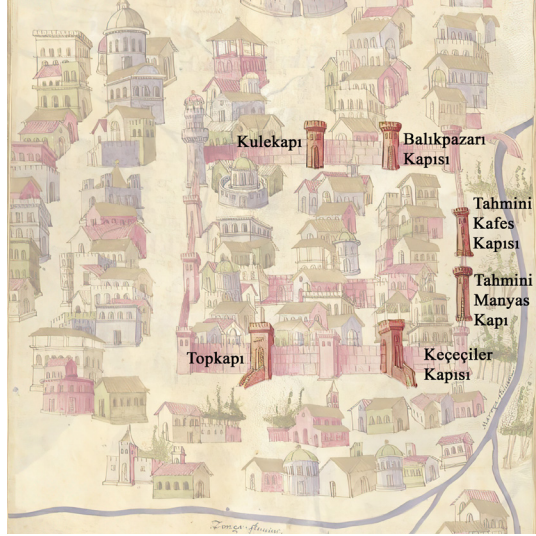 Kulekapı
Balıkpazarı
Kapısı
Tahmini
Kafes
Kapısı
Tahmini
Manyas
Kapı
Topkapı
Keçeçiler
Kapısı